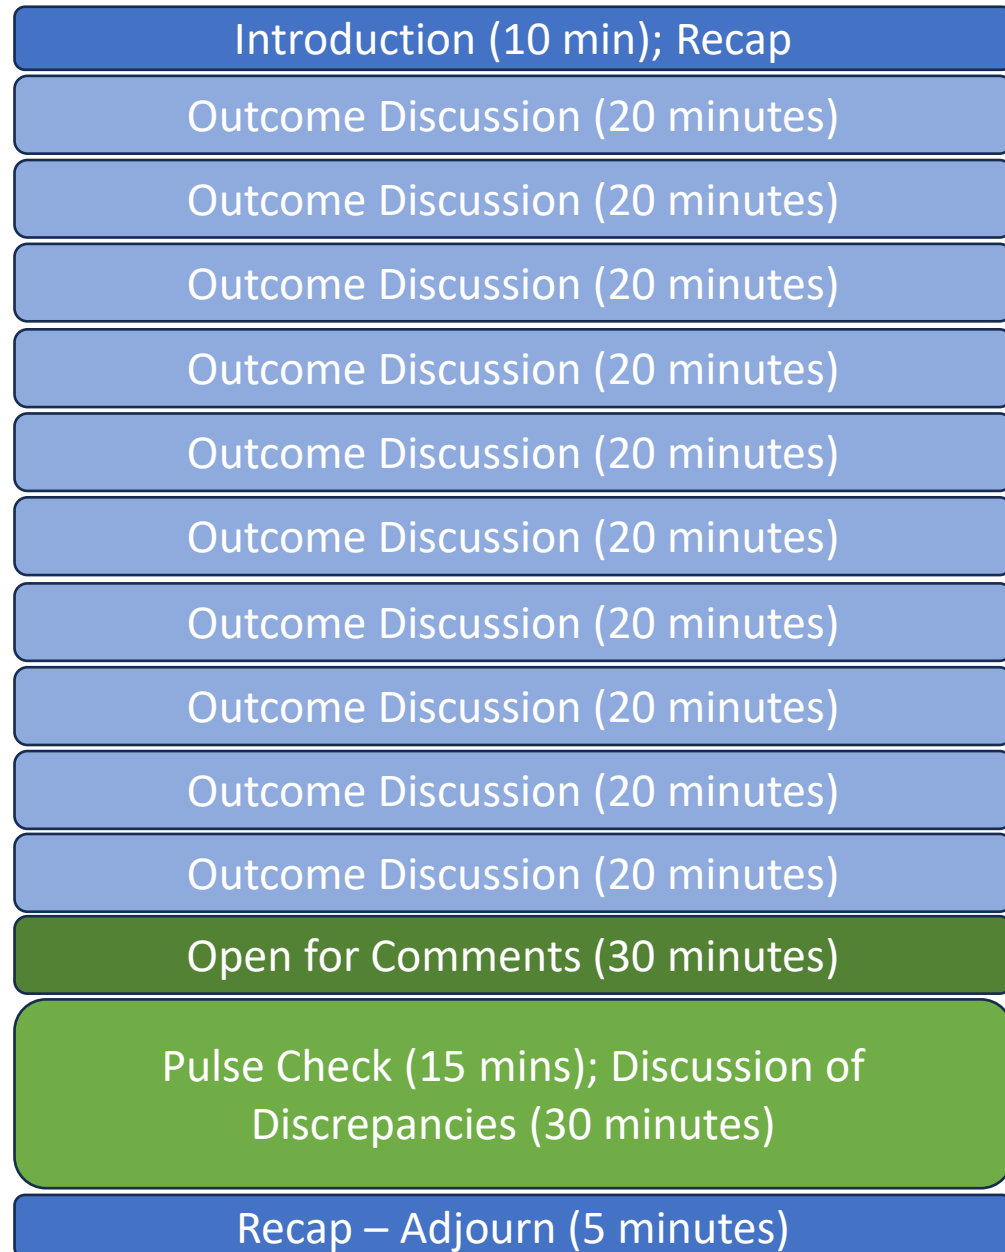 Introduction (10 min); Recap
Outcome Discussion (20 minutes)
Outcome Discussion (20 minutes)
Outcome Discussion (20 minutes)
Outcome Discussion (20 minutes)
Outcome Discussion (20 minutes)
Outcome Discussion (20 minutes)
Outcome Discussion (20 minutes)
Outcome Discussion (20 minutes)
Outcome Discussion (20 minutes)
Outcome Discussion (20 minutes)
Open for Comments (30 minutes)
Pulse Check (15 mins); Discussion of
Discrepancies (30 minutes)
Recap – Adjourn (5 minutes)